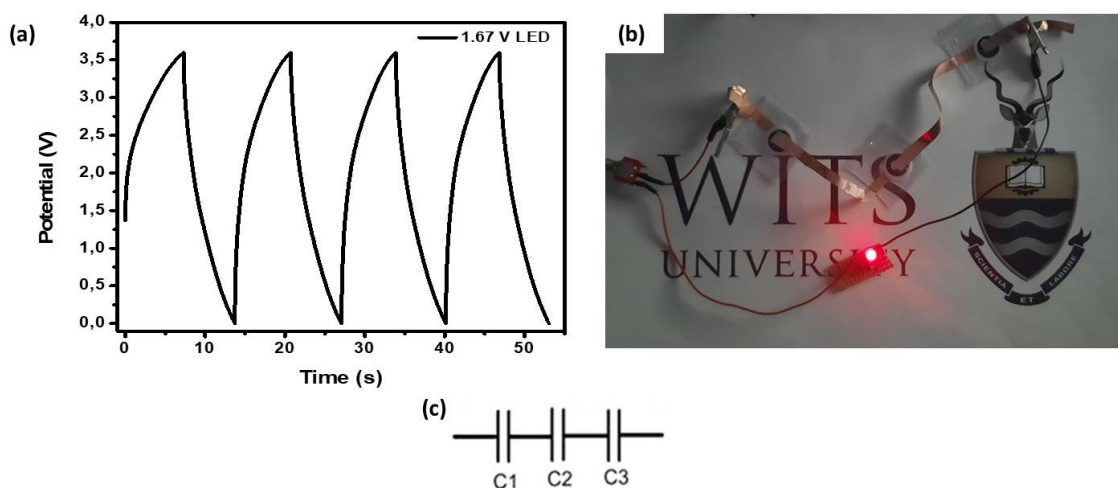 (a)
4,0
3,5
3,0
2,5
2,0
1,5
1,0
0,5
0,0
Potential (V)
1.67 V LED
0
10
20
30
40
50
Time (s)
(b)
WITS
UNIVERSITY
SCIENTIA
ET
LABORE
(c)
C1
C2
C3